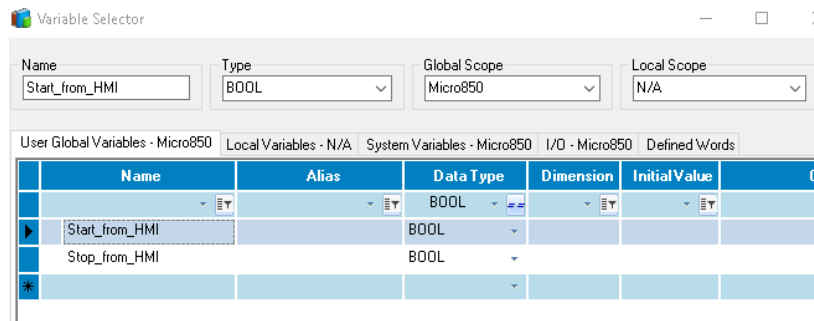 Variable Selector
Name Type Global Scope Local Scope
Start_from_HMI BOOL Micro850 N/A
User Global Variables - Micro850 Local Variables - N/A System Variables - Micro850 I/O - Micro850 Defined Words
Name Alias Data Type Dimension Initial Value
BOOL
Start_from_HMI BOOL
Stop_from_HMI BOOL